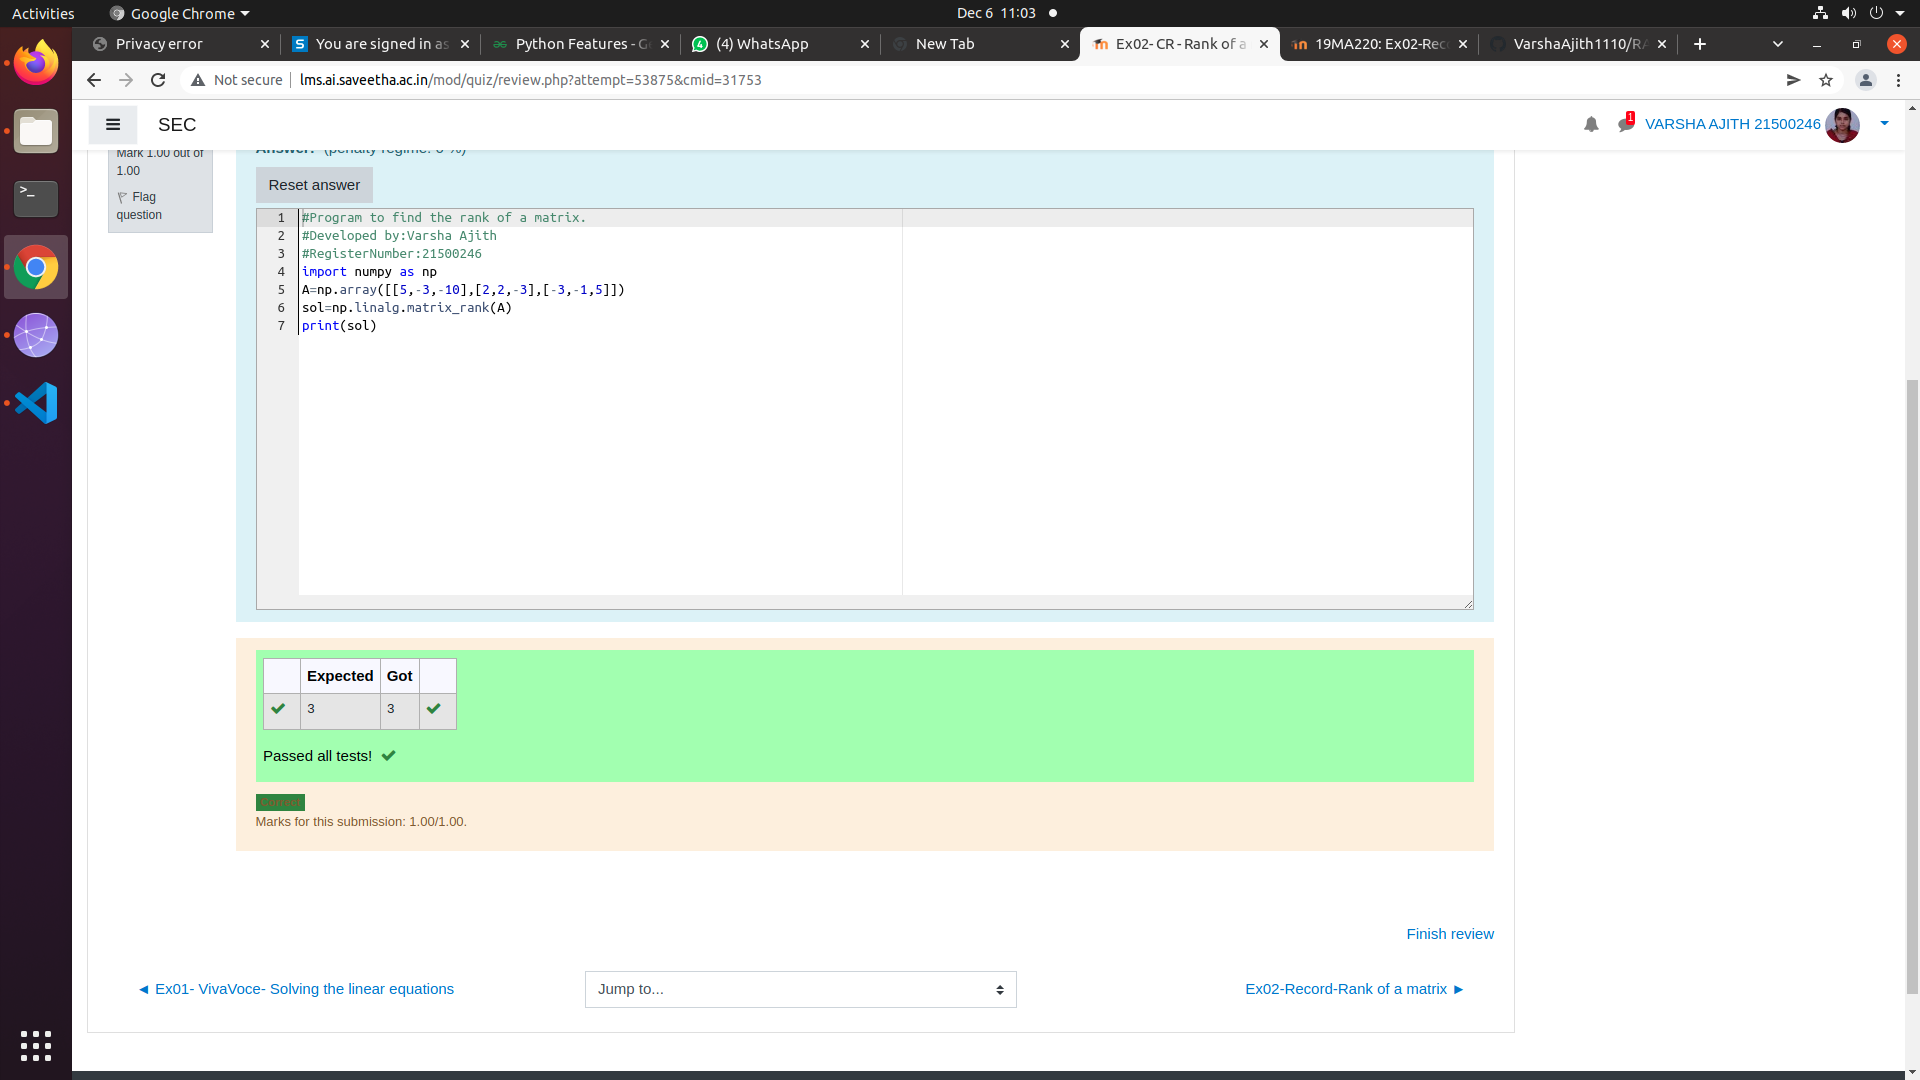 Activities
Google Chrome
Dec 6 11:03
Privacy error
You are signed in as
Python Features - G
(4) WhatsApp
New Tab
Ex02- CR - Rank of a
19MA220: Ex02-Rec
VarshaAjith1110/RA
Not secure
lms.ai.saveetha.ac.in/mod/quiz/review.php?attempt=53875&cmid=31753
SEC
1
VARSHA AJITH 21500246
Mark 1.00 out of
1.00
Flag
question
Answer: (penalty regime: 0 %)
Reset answer
1 #Program to find the rank of a matrix.
2 #Developed by:Varsha Ajith
3 #RegisterNumber:21500246
4 import numpy as np
5 A=np.array([[5,-3,-10],[2,2,-3],[-3,-1,5]])
6 sol=np.linalg.matrix_rank(A)
7 print(sol)
Expected Got
3 3
Passed all tests!
Correct
Marks for this submission: 1.00/1.00.
Finish review
◄ Ex01- VivaVoce- Solving the linear equations
Jump to...
Ex02-Record-Rank of a matrix ►